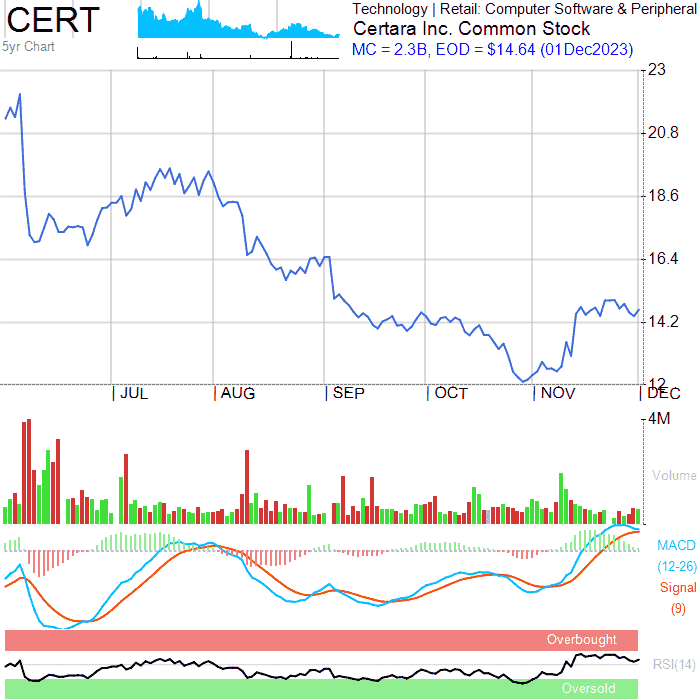 CERT
5yr Chart
Technology | Retail: Computer Software & Peripheral
Certara Inc. Common Stock
MC = 2.3B, EOD = $14.64 (01Dec2023)
23
20.8
18.6
16.4
14.2
12
JUL
AUG
SEP
OCT
NOV
DEC
4M
Volume
MACD
(12-26)
Signal
(9)
Overbought
RSI(14)
Oversold